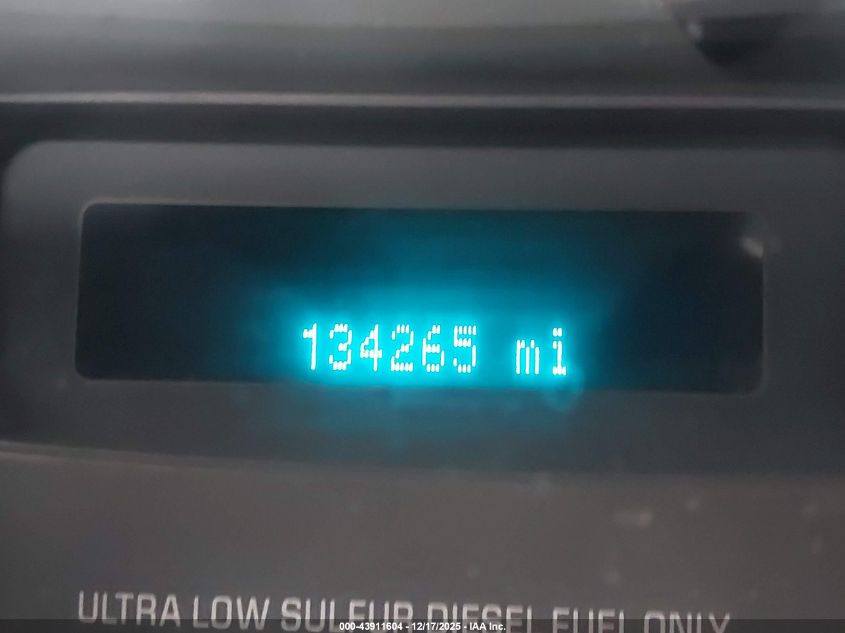 134265 mi
ULTRA LOW SULFUR DIESEL FUEL ONLY
000-43911604 - 12/17/2025 - IAA Inc.